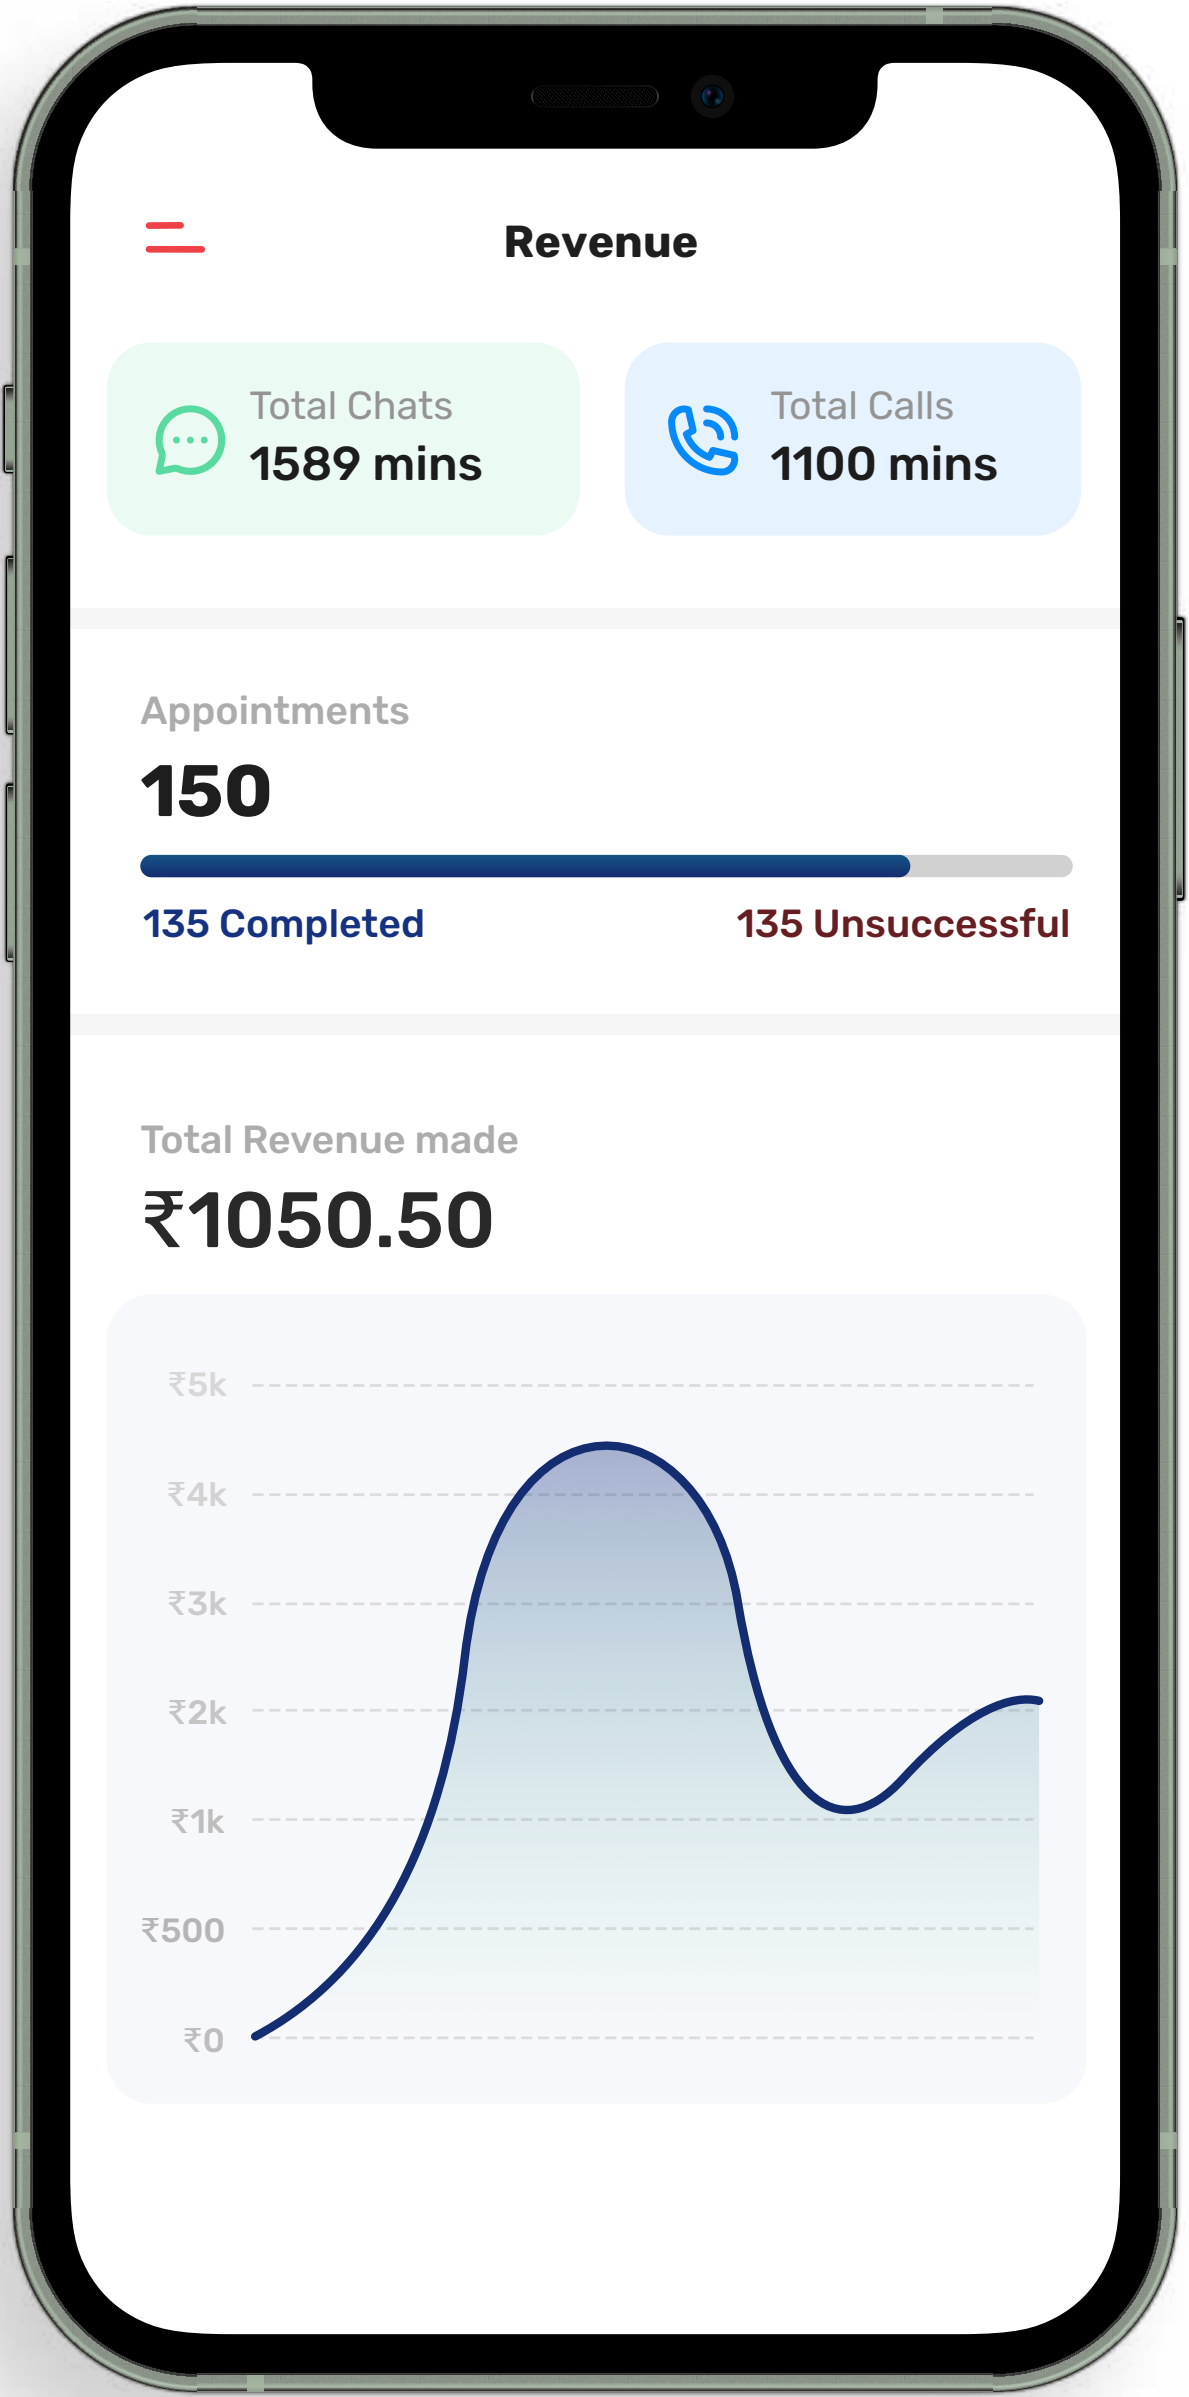 Revenue
Total Chats
1589 mins
Total Calls
1100 mins
Appointments
150
135 Completed
135 Unsuccessful
Total Revenue made
₹1050.50
₹5k
₹4k
₹3k
₹2k
₹1k
₹500
₹0